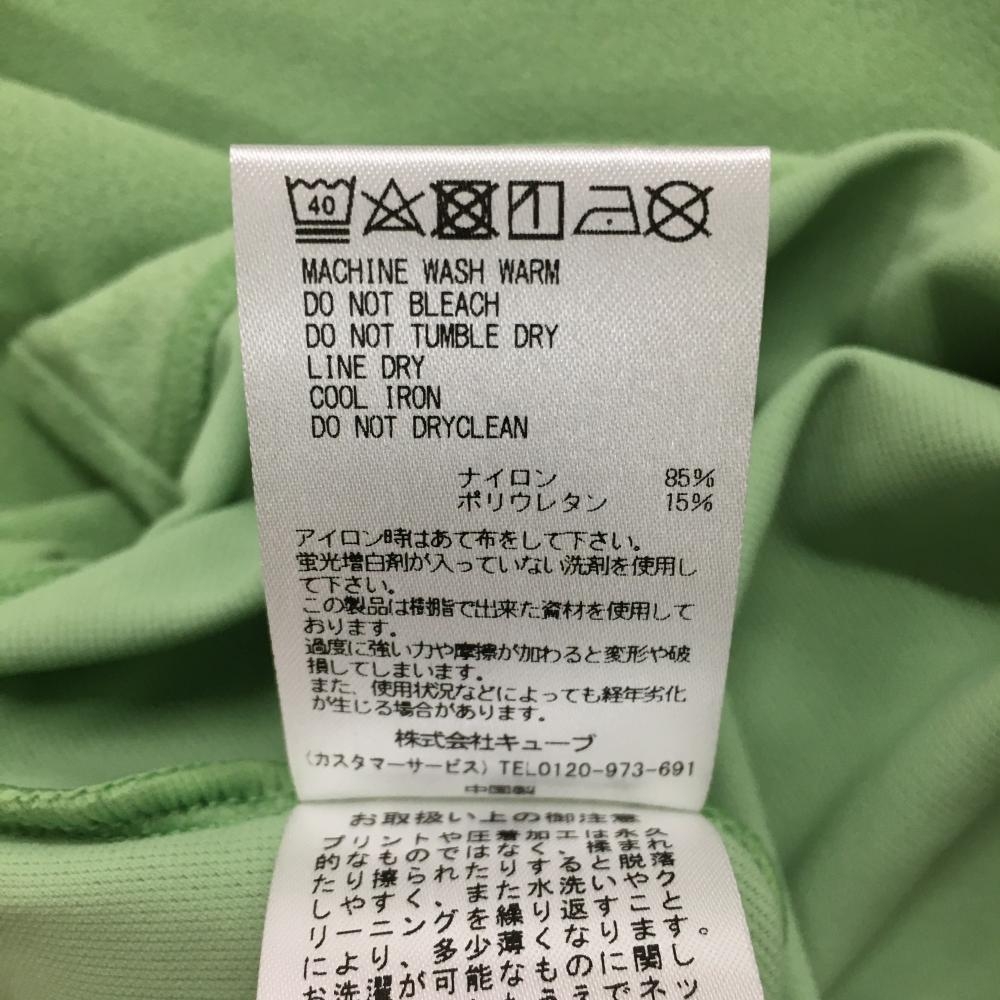 40
MACHINE WASH WARM
DO NOT BLEACH
DO NOT TUMBLE DRY
LINE DRY
COOL IRON
DO NOT DRYCLEAN
ナイロン 85%
ポリウレタン 15%
アイロン時はあて布をして下さい。
蛍光増白剤が入っていない洗剤を使用し
て下さい。
この製品は樹脂で出来た資材を使用して
おります。
過度に強い力や摩擦が加わると変形や破
損してしまいます。
また、使用状況などによっても経年劣化
が生じる場合があります。
株式会社キューブ
(カスタマーサービス) TEL0120-973-691
中国製
お取扱い上の御注意
プリントや圧着加工は永久
的なものではなく、揉まれ
たり擦られたりすると脱落
しやすく、また水洗いやク
リーニングを繰り返すこと
により、多少薄くなります。